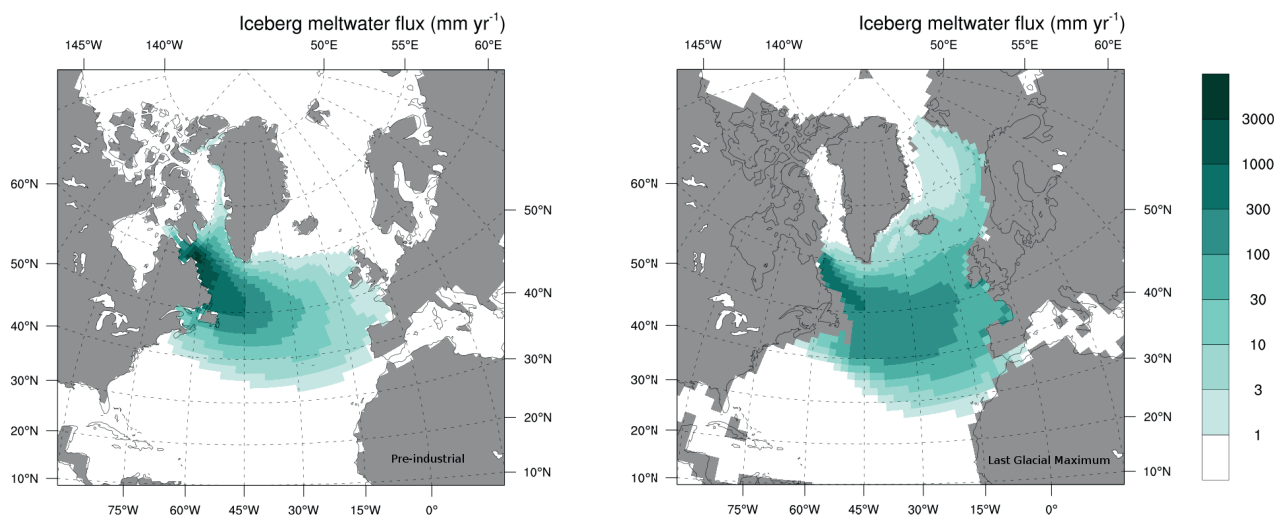 Iceberg meltwater flux (mm yr-1)
145°W 140°W 50°E 55°E 60°E
60°N
50°N
40°N
30°N
20°N
10°N
50°N
40°N
30°N
20°N
10°N
Pre-industrial
75°W 60°W 45°W 30°W 15°W 0°
Iceberg meltwater flux (mm yr-1)
145°W 140°W 50°E 55°E 60°E
60°N
50°N
40°N
30°N
20°N
10°N
50°N
40°N
30°N
20°N
10°N
Last Glacial Maximum
75°W 60°W 45°W 30°W 15°W 0°
3000
1000
300
100
30
10
3
1